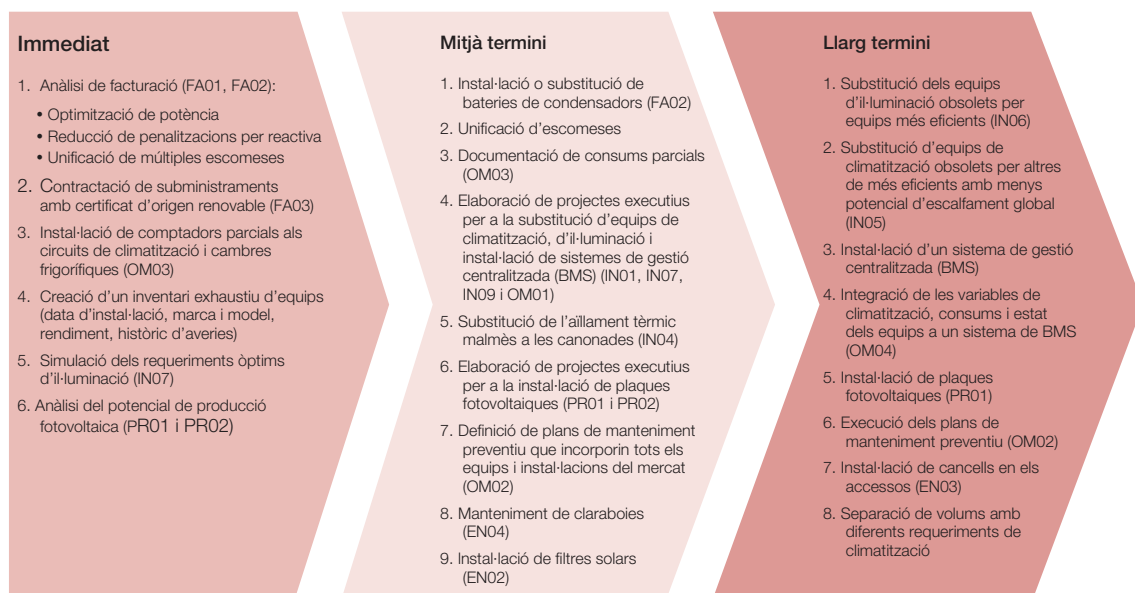 Immediat
1. Anàlisi de facturació (FA01, FA02):
• Optimització de potència
• Reducció de penalitzacions per reactiva
• Unificació de múltiples escomeses
2. Contractació de subministraments
amb certificat d'origen renovable (FA03)
3. Instal·lació de comptadors parcials als
circuits de climatització i cambres
frigorífiques (OM03)
4. Creació d'un inventari exhaustiu d'equips
(data d'instal·lació, marca i model,
rendiment, històric d'averies)
5. Simulació dels requeriments òptims
d'il·luminació (IN07)
6. Anàlisi del potencial de producció
fotovoltaica (PR01 i PR02)
Mitjà termini
1. Instal·lació o substitució de
bateries de condensadors (FA02)
2. Unificació d'escomeses
3. Documentació de consums parcials
(OM03)
4. Elaboració de projectes executius
per a la substitució d'equips de
climatització, d'il·luminació i
instal·lació de sistemes de gestió
centralitzada (BMS) (IN01, IN07,
IN09 i OM01)
5. Substitució de l'aïllament tèrmic
malmès a les canonades (IN04)
6. Elaboració de projectes executius
per a la instal·lació de plaques
fotovoltaiques (PR01 i PR02)
7. Definició de plans de manteniment
preventiu que incorporin tots els
equips i instal·lacions del mercat
(OM02)
8. Manteniment de claraboies
(EN04)
9. Instal·lació de filtres solars
(EN02)
Llarg termini
1. Substitució dels equips
d'il·luminació obsolets per
equips més eficients (IN06)
2. Substitució d'equips de
climatització obsolets per altres
de més eficients amb menys
potencial d'escalfament global
(IN05)
3. Instal·lació d'un sistema de gestió
centralitzada (BMS)
4. Integració de les variables de
climatització, consums i estat
dels equips a un sistema de BMS
(OM04)
5. Instal·lació de plaques
fotovoltaiques (PR01)
6. Execució dels plans de
manteniment preventiu (OM02)
7. Instal·lació de cancells en els
accessos (EN03)
8. Separació de volums amb
diferents requeriments de
climatització